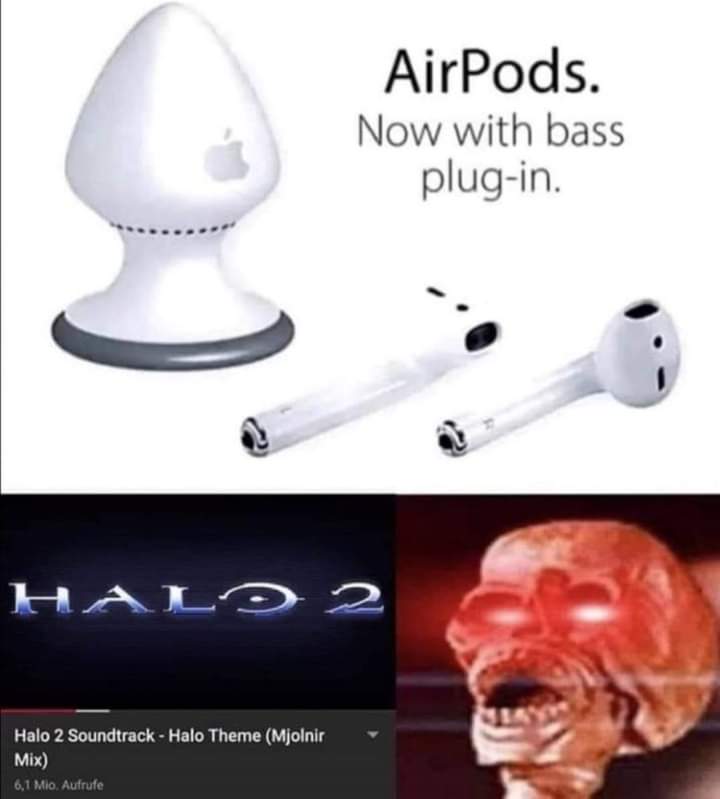 AirPods.
Now with bass
plug-in.
HALO 2
Halo 2 Soundtrack - Halo Theme (Mjolnir
Mix)
6,1 Mio. Aufrufe